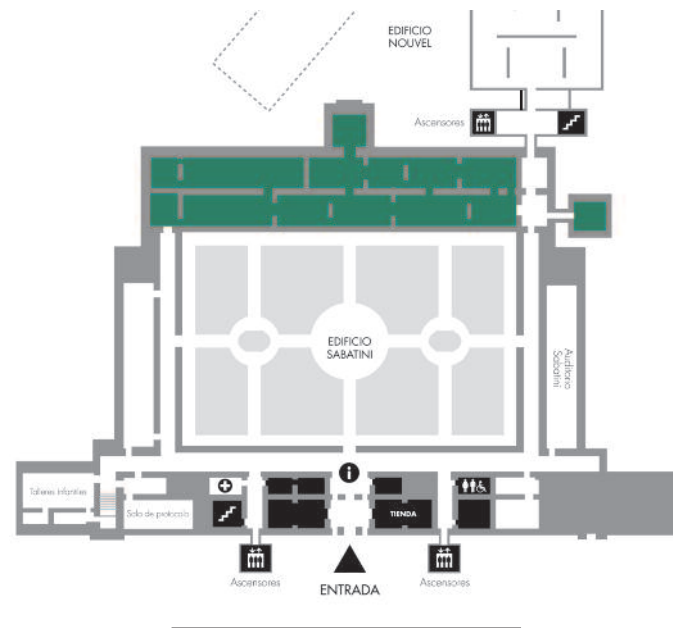 EDIFICIO
NOUVEL
Ascensores
EDIFICIO
SABATINI
Auditorio
Sabatini
Talleres infantiles
Sala de protocolo
TIENDA
Ascensores
Ascensores
ENTRADA